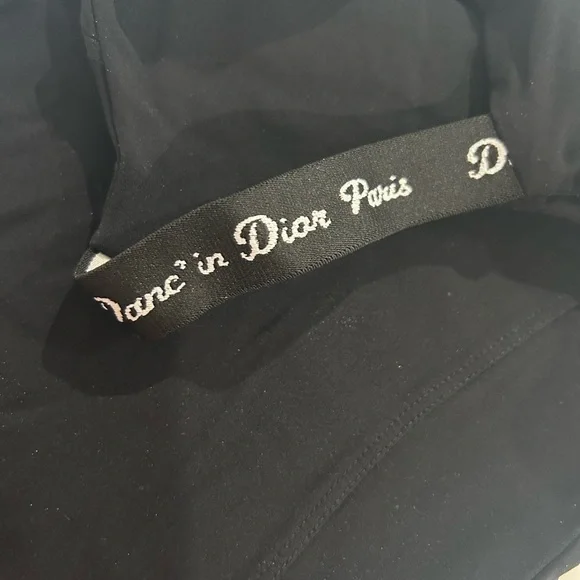 Danc' in Dior Paris D